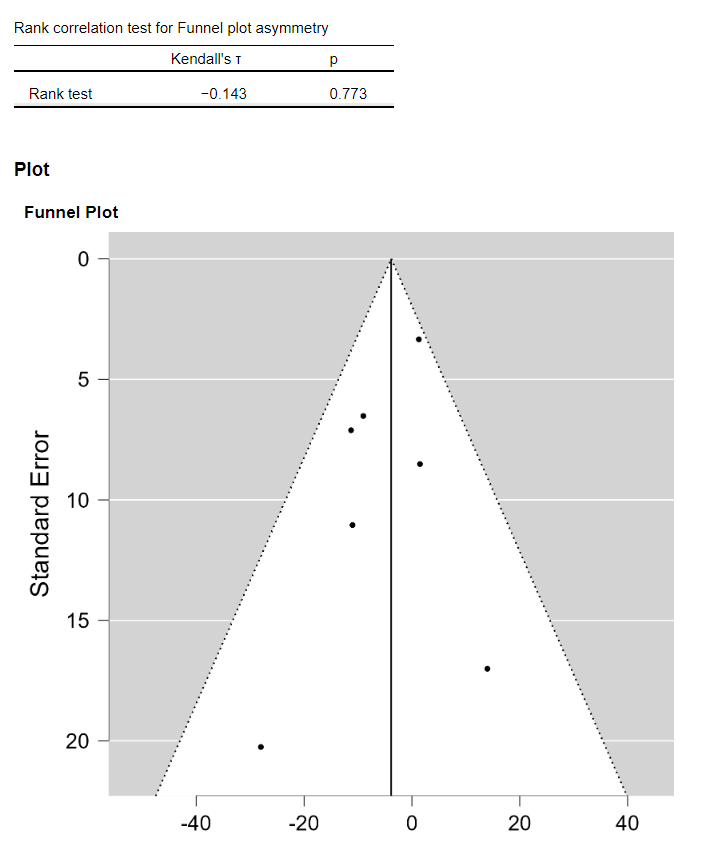 Rank correlation test for Funnel plot asymmetry
Kendall's τ p
Rank test −0.143 0.773
Plot
Funnel Plot
0
5
10
15
20
Standard Error
-40 -20 0 20 40